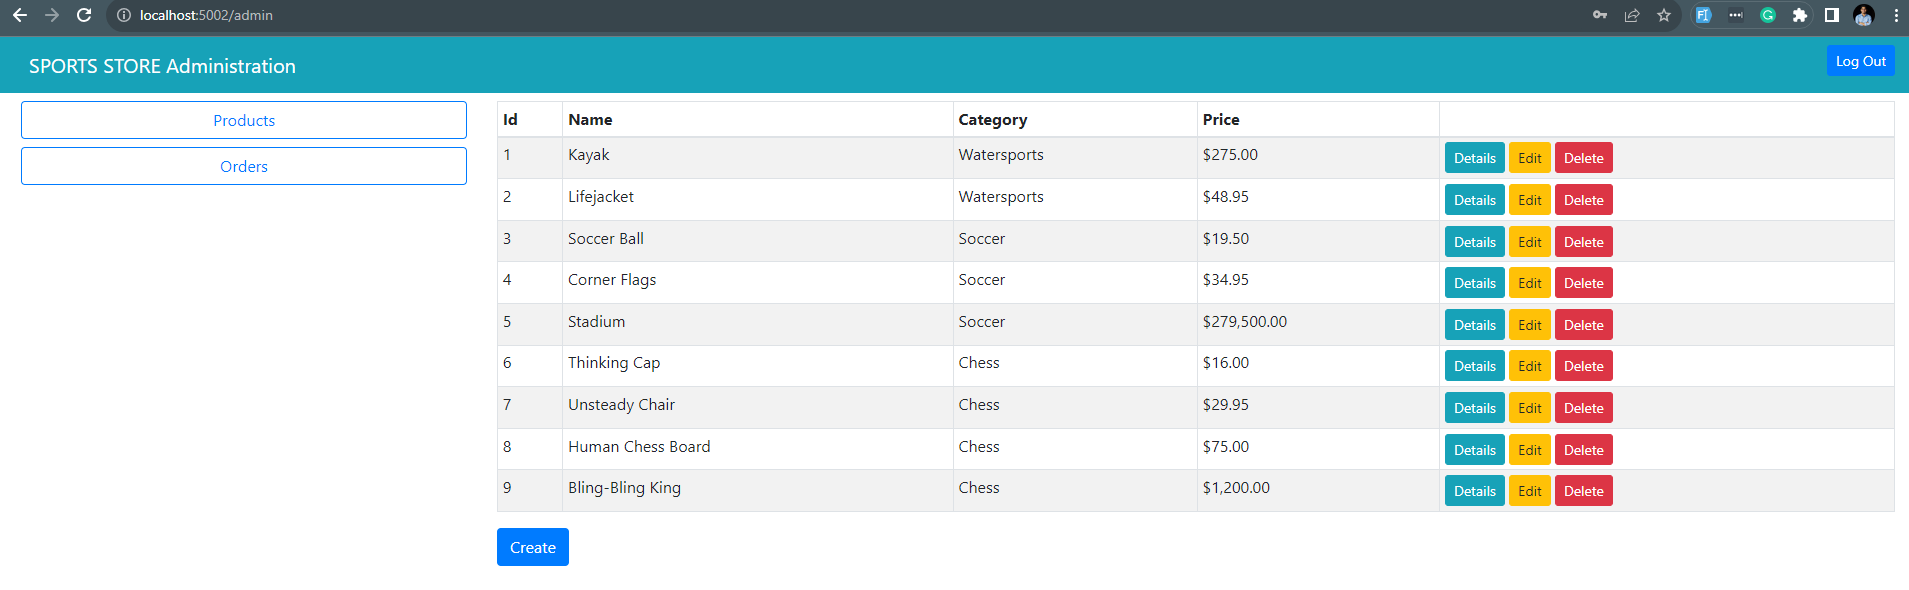 localhost:5002/admin
SPORTS STORE Administration
Log Out
Products
Orders
Id Name Category Price
1 Kayak Watersports $275.00 Details Edit Delete
2 Lifejacket Watersports $48.95 Details Edit Delete
3 Soccer Ball Soccer $19.50 Details Edit Delete
4 Corner Flags Soccer $34.95 Details Edit Delete
5 Stadium Soccer $279,500.00 Details Edit Delete
6 Thinking Cap Chess $16.00 Details Edit Delete
7 Unsteady Chair Chess $29.95 Details Edit Delete
8 Human Chess Board Chess $75.00 Details Edit Delete
9 Bling-Bling King Chess $1,200.00 Details Edit Delete
Create